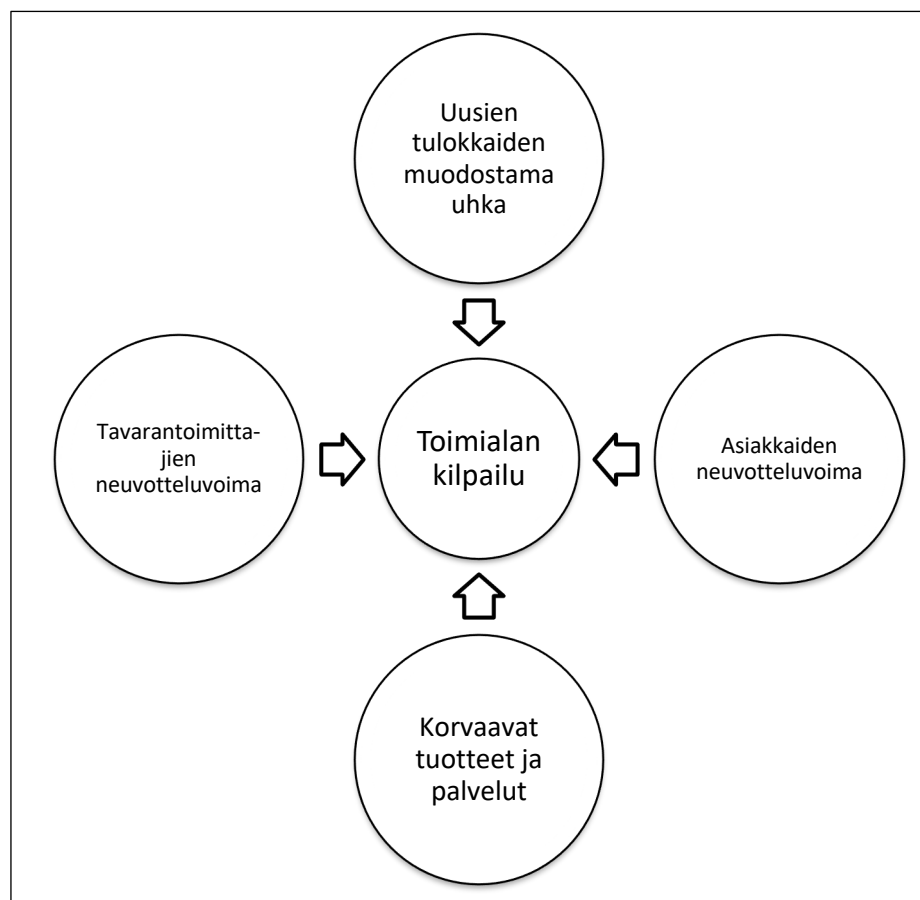 Uusien
tulokkaiden
muodostama
uhka
Tavarantoimitta-
jien
neuvotteluvoima
Toimialan
kilpailu
Asiakkaiden
neuvotteluvoima
Korvaavat
tuotteet ja
palvelut